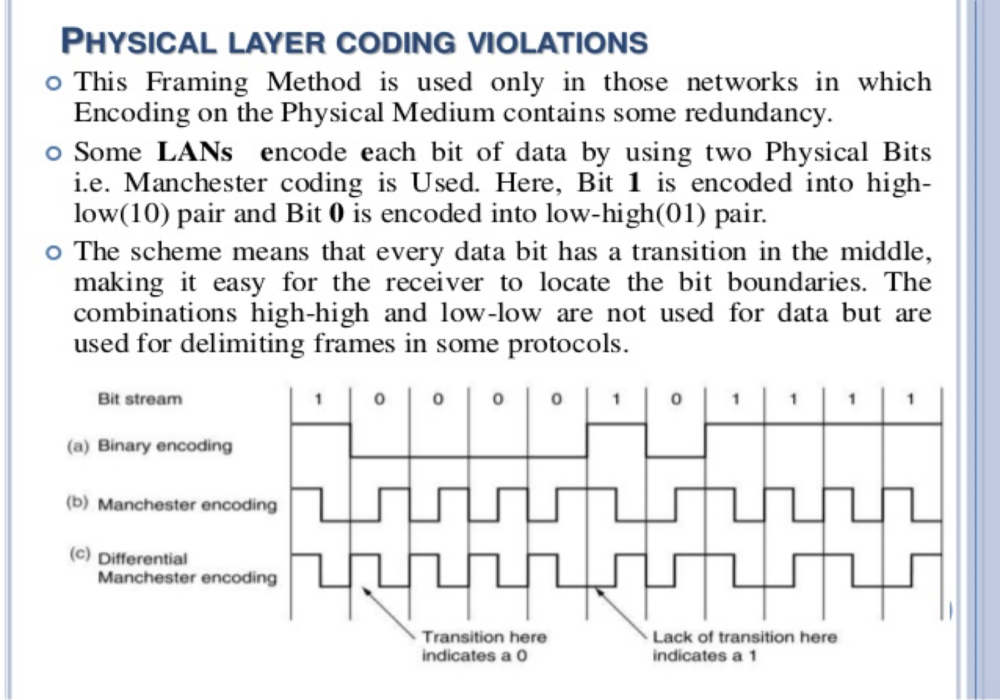 PHYSICAL LAYER CODING VIOLATIONS
This Framing Method is used only in those networks in which
Encoding on the Physical Medium contains some redundancy.
Some LANs encode each bit of data by using two Physical Bits
i.e. Manchester coding is Used. Here, Bit 1 is encoded into high-
low(10) pair and Bit 0 is encoded into low-high(01) pair.
The scheme means that every data bit has a transition in the middle,
making it easy for the receiver to locate the bit boundaries. The
combinations high-high and low-low are not used for data but are
used for delimiting frames in some protocols.
Bit stream 1 0 0 0 0 1 0 1 1 1 1
(a) Binary encoding
(b) Manchester encoding
(c) Differential
Manchester encoding
Transition here
indicates a 0
Lack of transition here
indicates a 1